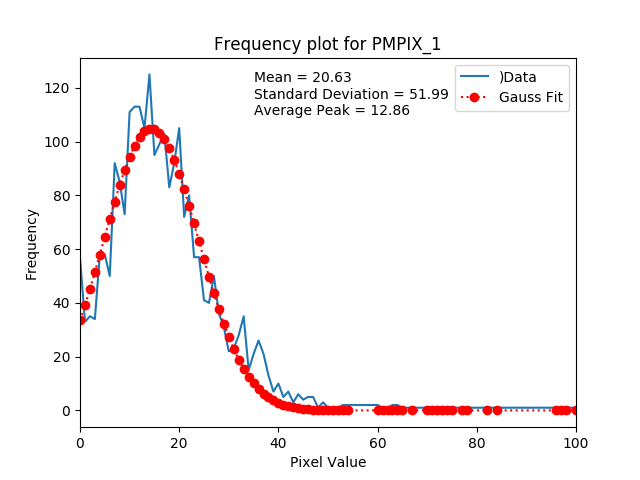 Frequency plot for PMPIX_1
Mean = 20.63
Standard Deviation = 51.99
Average Peak = 12.86
)Data
Gauss Fit
Frequency
120
100
80
60
40
20
0
0 20 40 60 80 100
Pixel Value